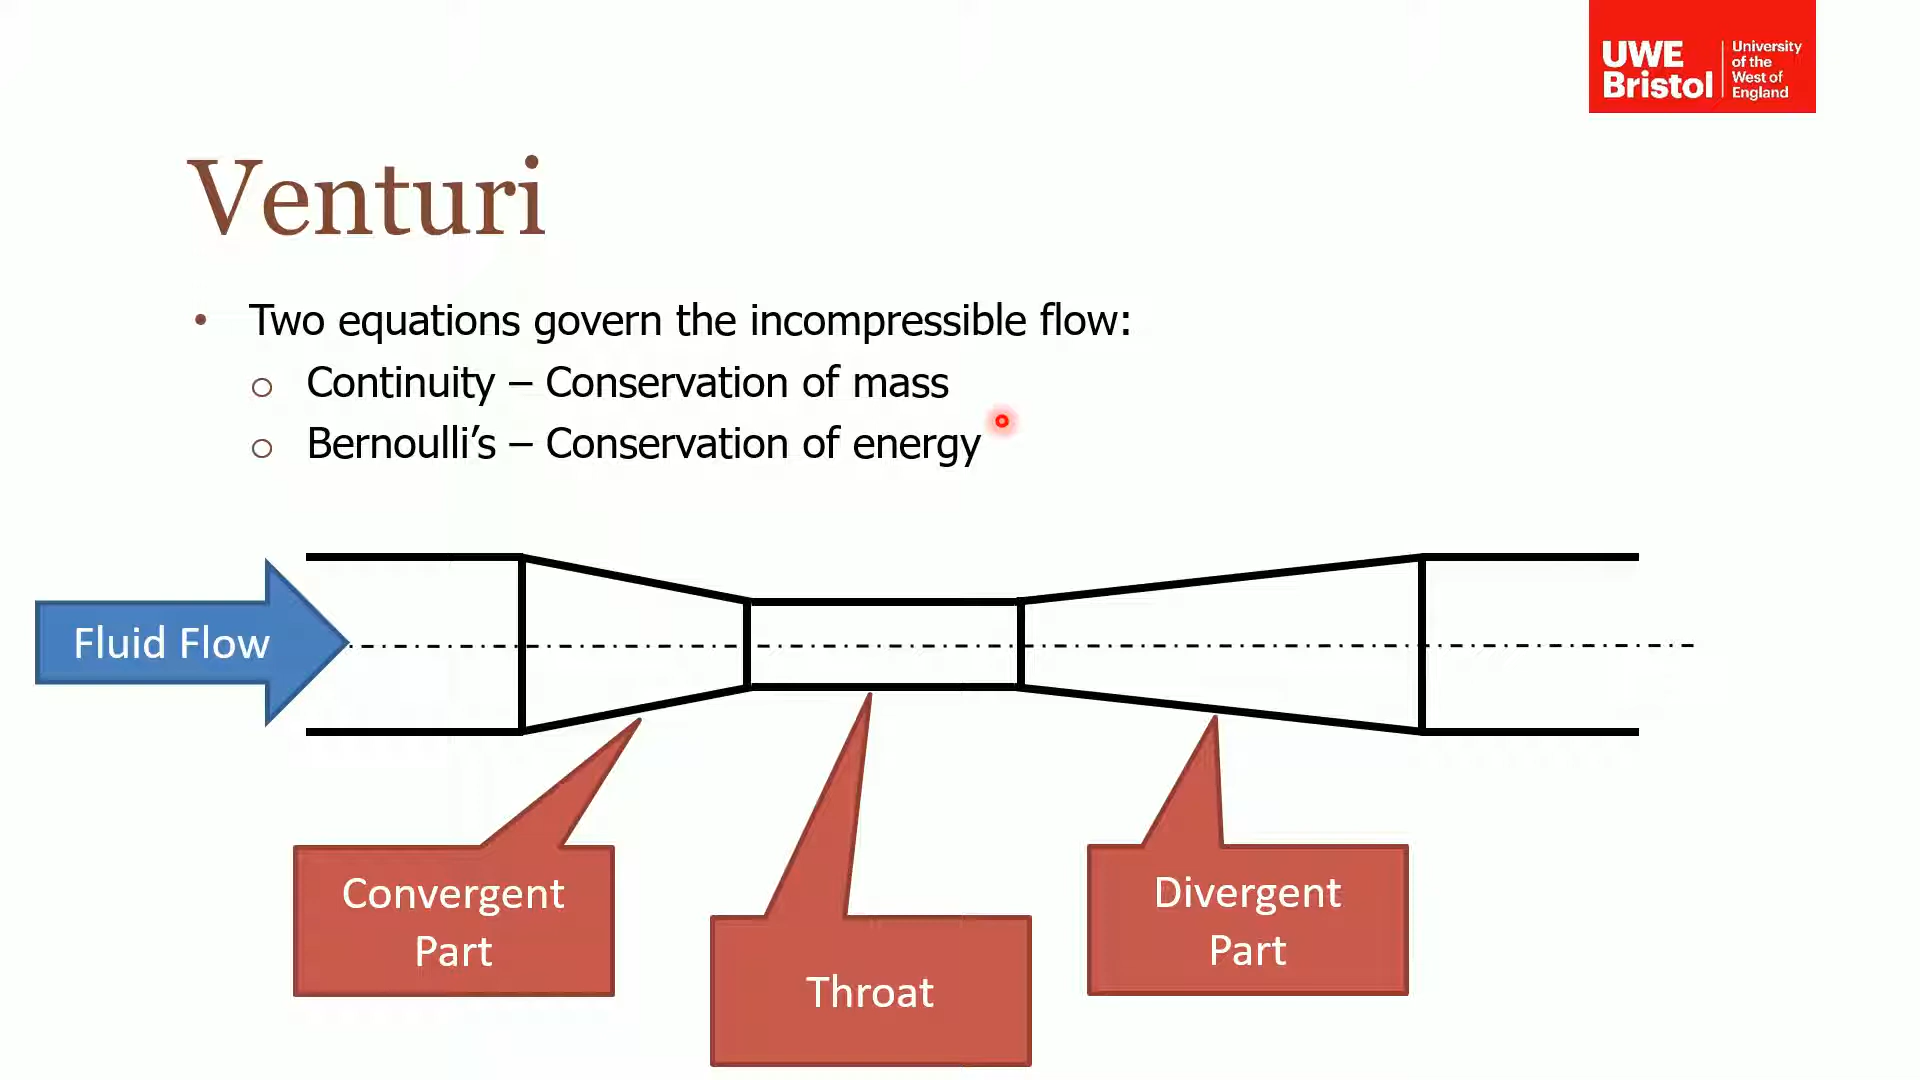 UWE
Bristol
University
of the
West of
England
Venturi
• Two equations govern the incompressible flow:
○ Continuity – Conservation of mass
○ Bernoulli’s – Conservation of energy
Fluid Flow
Convergent
Part
Throat
Divergent
Part